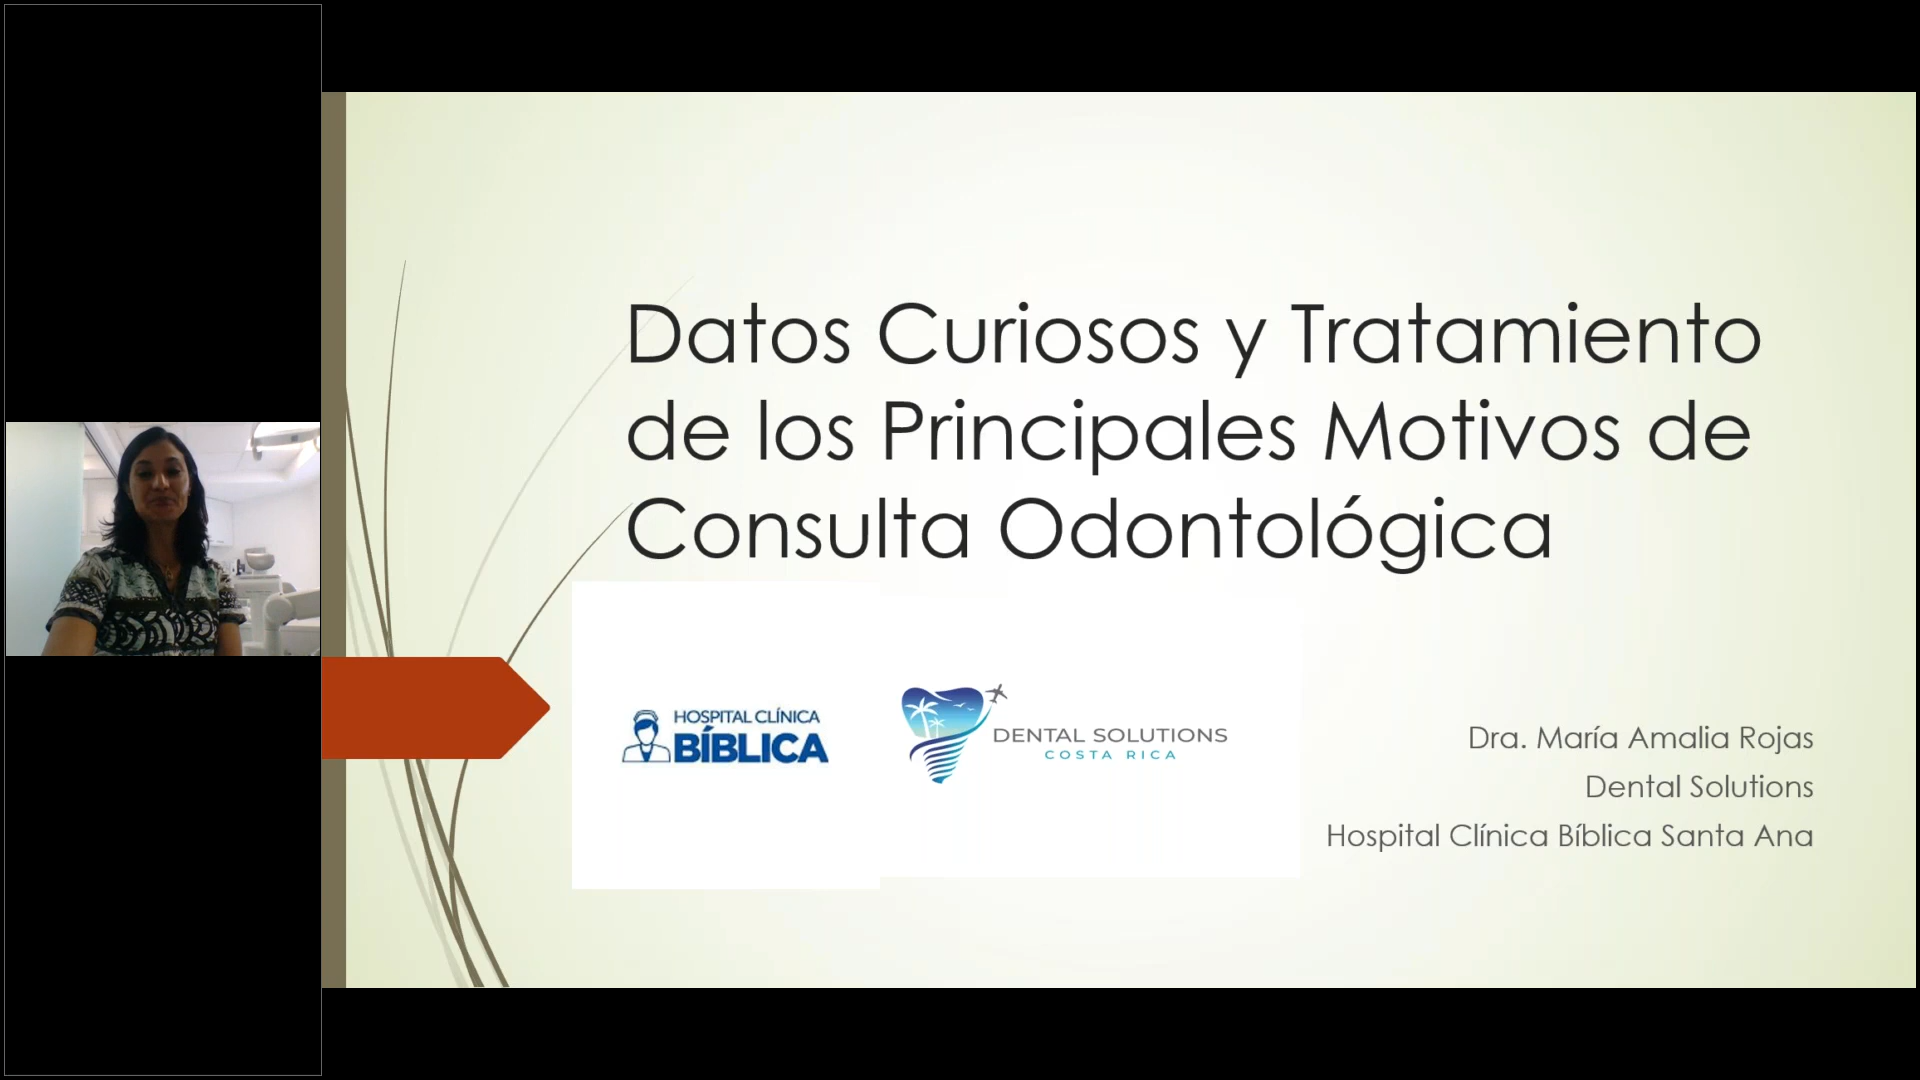 Datos Curiosos y Tratamiento
de los Principales Motivos de
Consulta Odontológica
HOSPITAL CLÍNICA
BÍBLICA
DENTAL SOLUTIONS
COSTA RICA
Dra. María Amalia Rojas
Dental Solutions
Hospital Clínica Bíblica Santa Ana